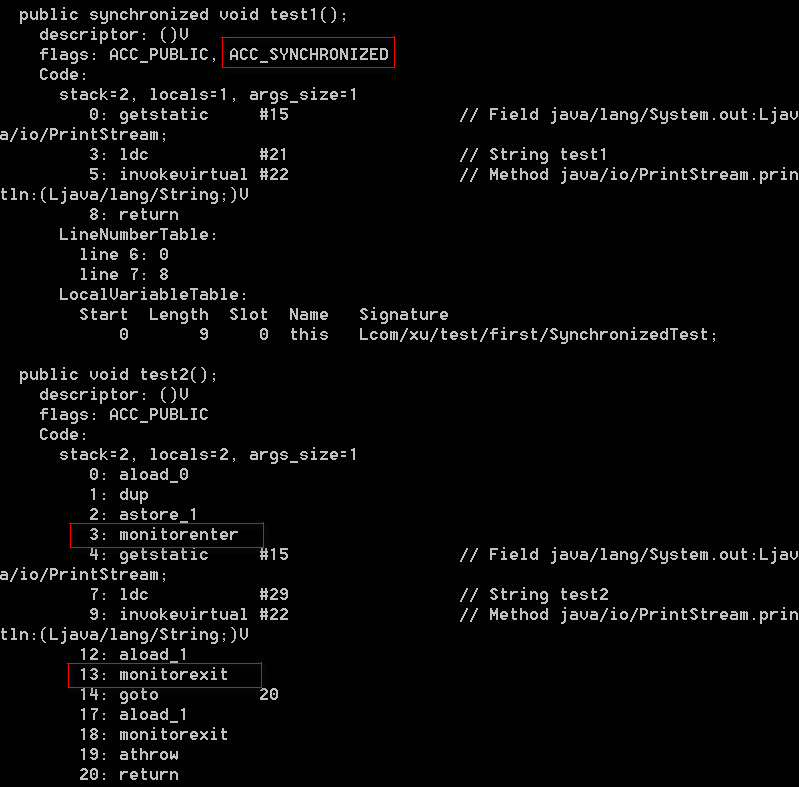 public synchronized void test1();
descriptor: ()V
flags: ACC_PUBLIC, ACC_SYNCHRONIZED
Code:
stack=2, locals=1, args_size=1
0: getstatic     #15                 // Field java/lang/System.out:Ljav
a/io/PrintStream;
3: ldc           #21                 // String test1
5: invokevirtual #22                 // Method java/io/PrintStream.prin
tln:(Ljava/lang/String;)V
8: return
LineNumberTable:
line 6: 0
line 7: 8
LocalVariableTable:
Start  Length  Slot  Name   Signature
0       9     0  this   Lcom/xu/test/first/SynchronizedTest;
public void test2();
descriptor: ()V
flags: ACC_PUBLIC
Code:
stack=2, locals=2, args_size=1
0: aload_0
1: dup
2: astore_1
3: monitorenter
4: getstatic     #15                 // Field java/lang/System.out:Ljav
a/io/PrintStream;
7: ldc           #29                 // String test2
9: invokevirtual #22                 // Method java/io/PrintStream.prin
tln:(Ljava/lang/String;)V
12: aload_1
13: monitorexit
14: goto          20
17: aload_1
18: monitorexit
19: athrow
20: return